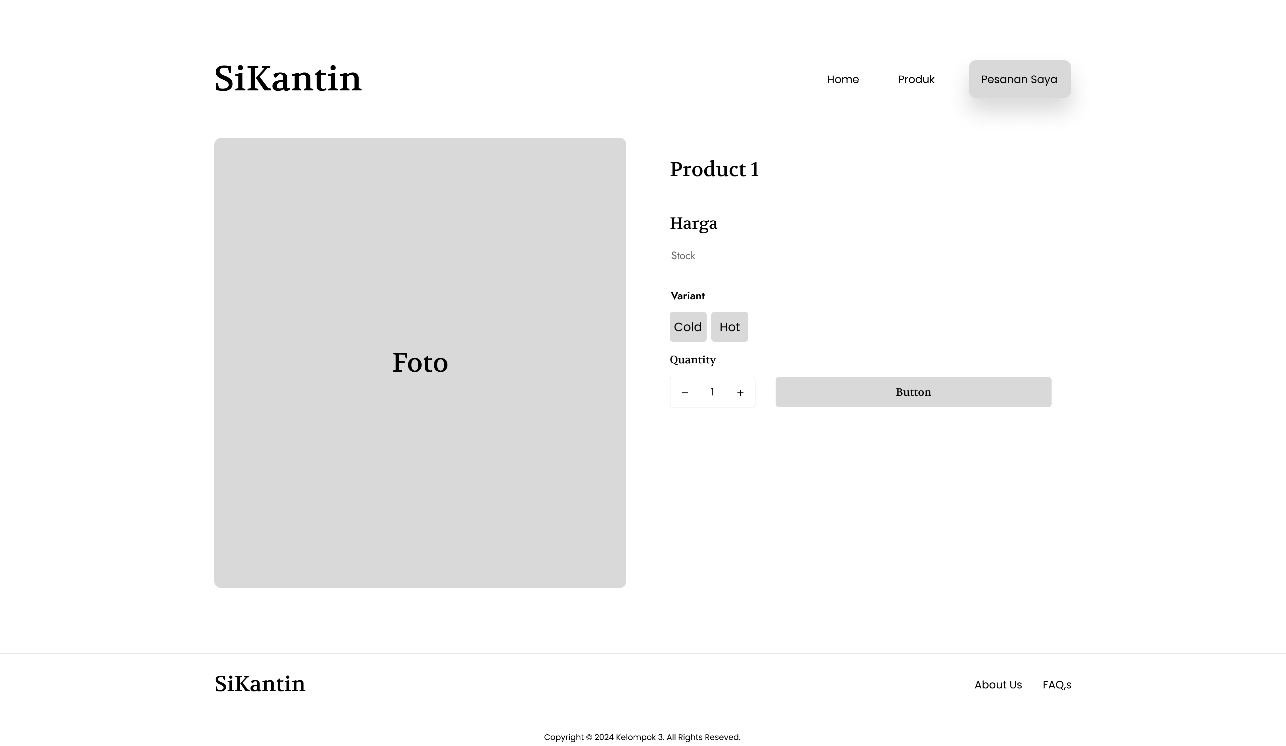 SiKantin
Home Produk Pesanan Saya
Foto
Product 1
Harga
Stock
Variant
Cold Hot
Quantity
− 1 +
Button
SiKantin
About Us FAQ,s
Copyright © 2024 Kelompok 3. All Rights Reseved.